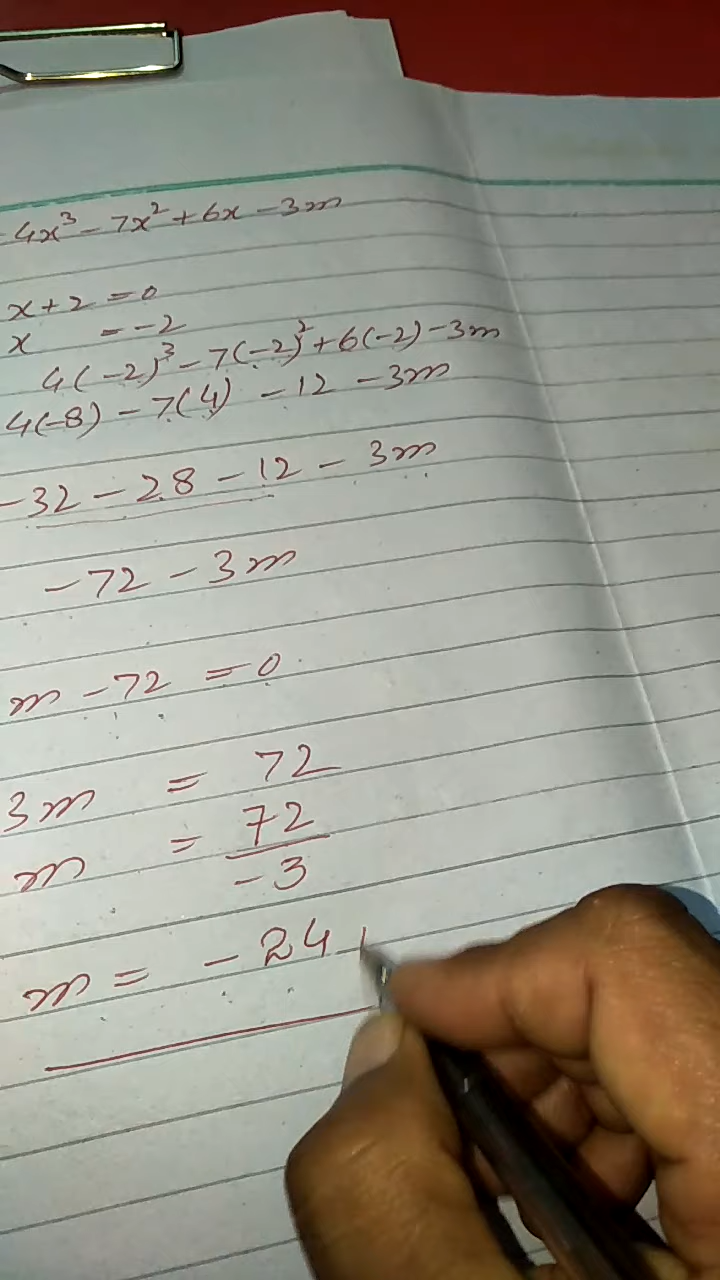 4x³ - 7x² + 6x - 3m
x + 2 = 0
x = -2
4(-2)³ - 7(-2)² + 6(-2) - 3m
4(-8) - 7(4) - 12 - 3m
-32 - 28 - 12 - 3m
-72 - 3m
m - 72 = 0
3m = 72
m = 72/-3
m = -24